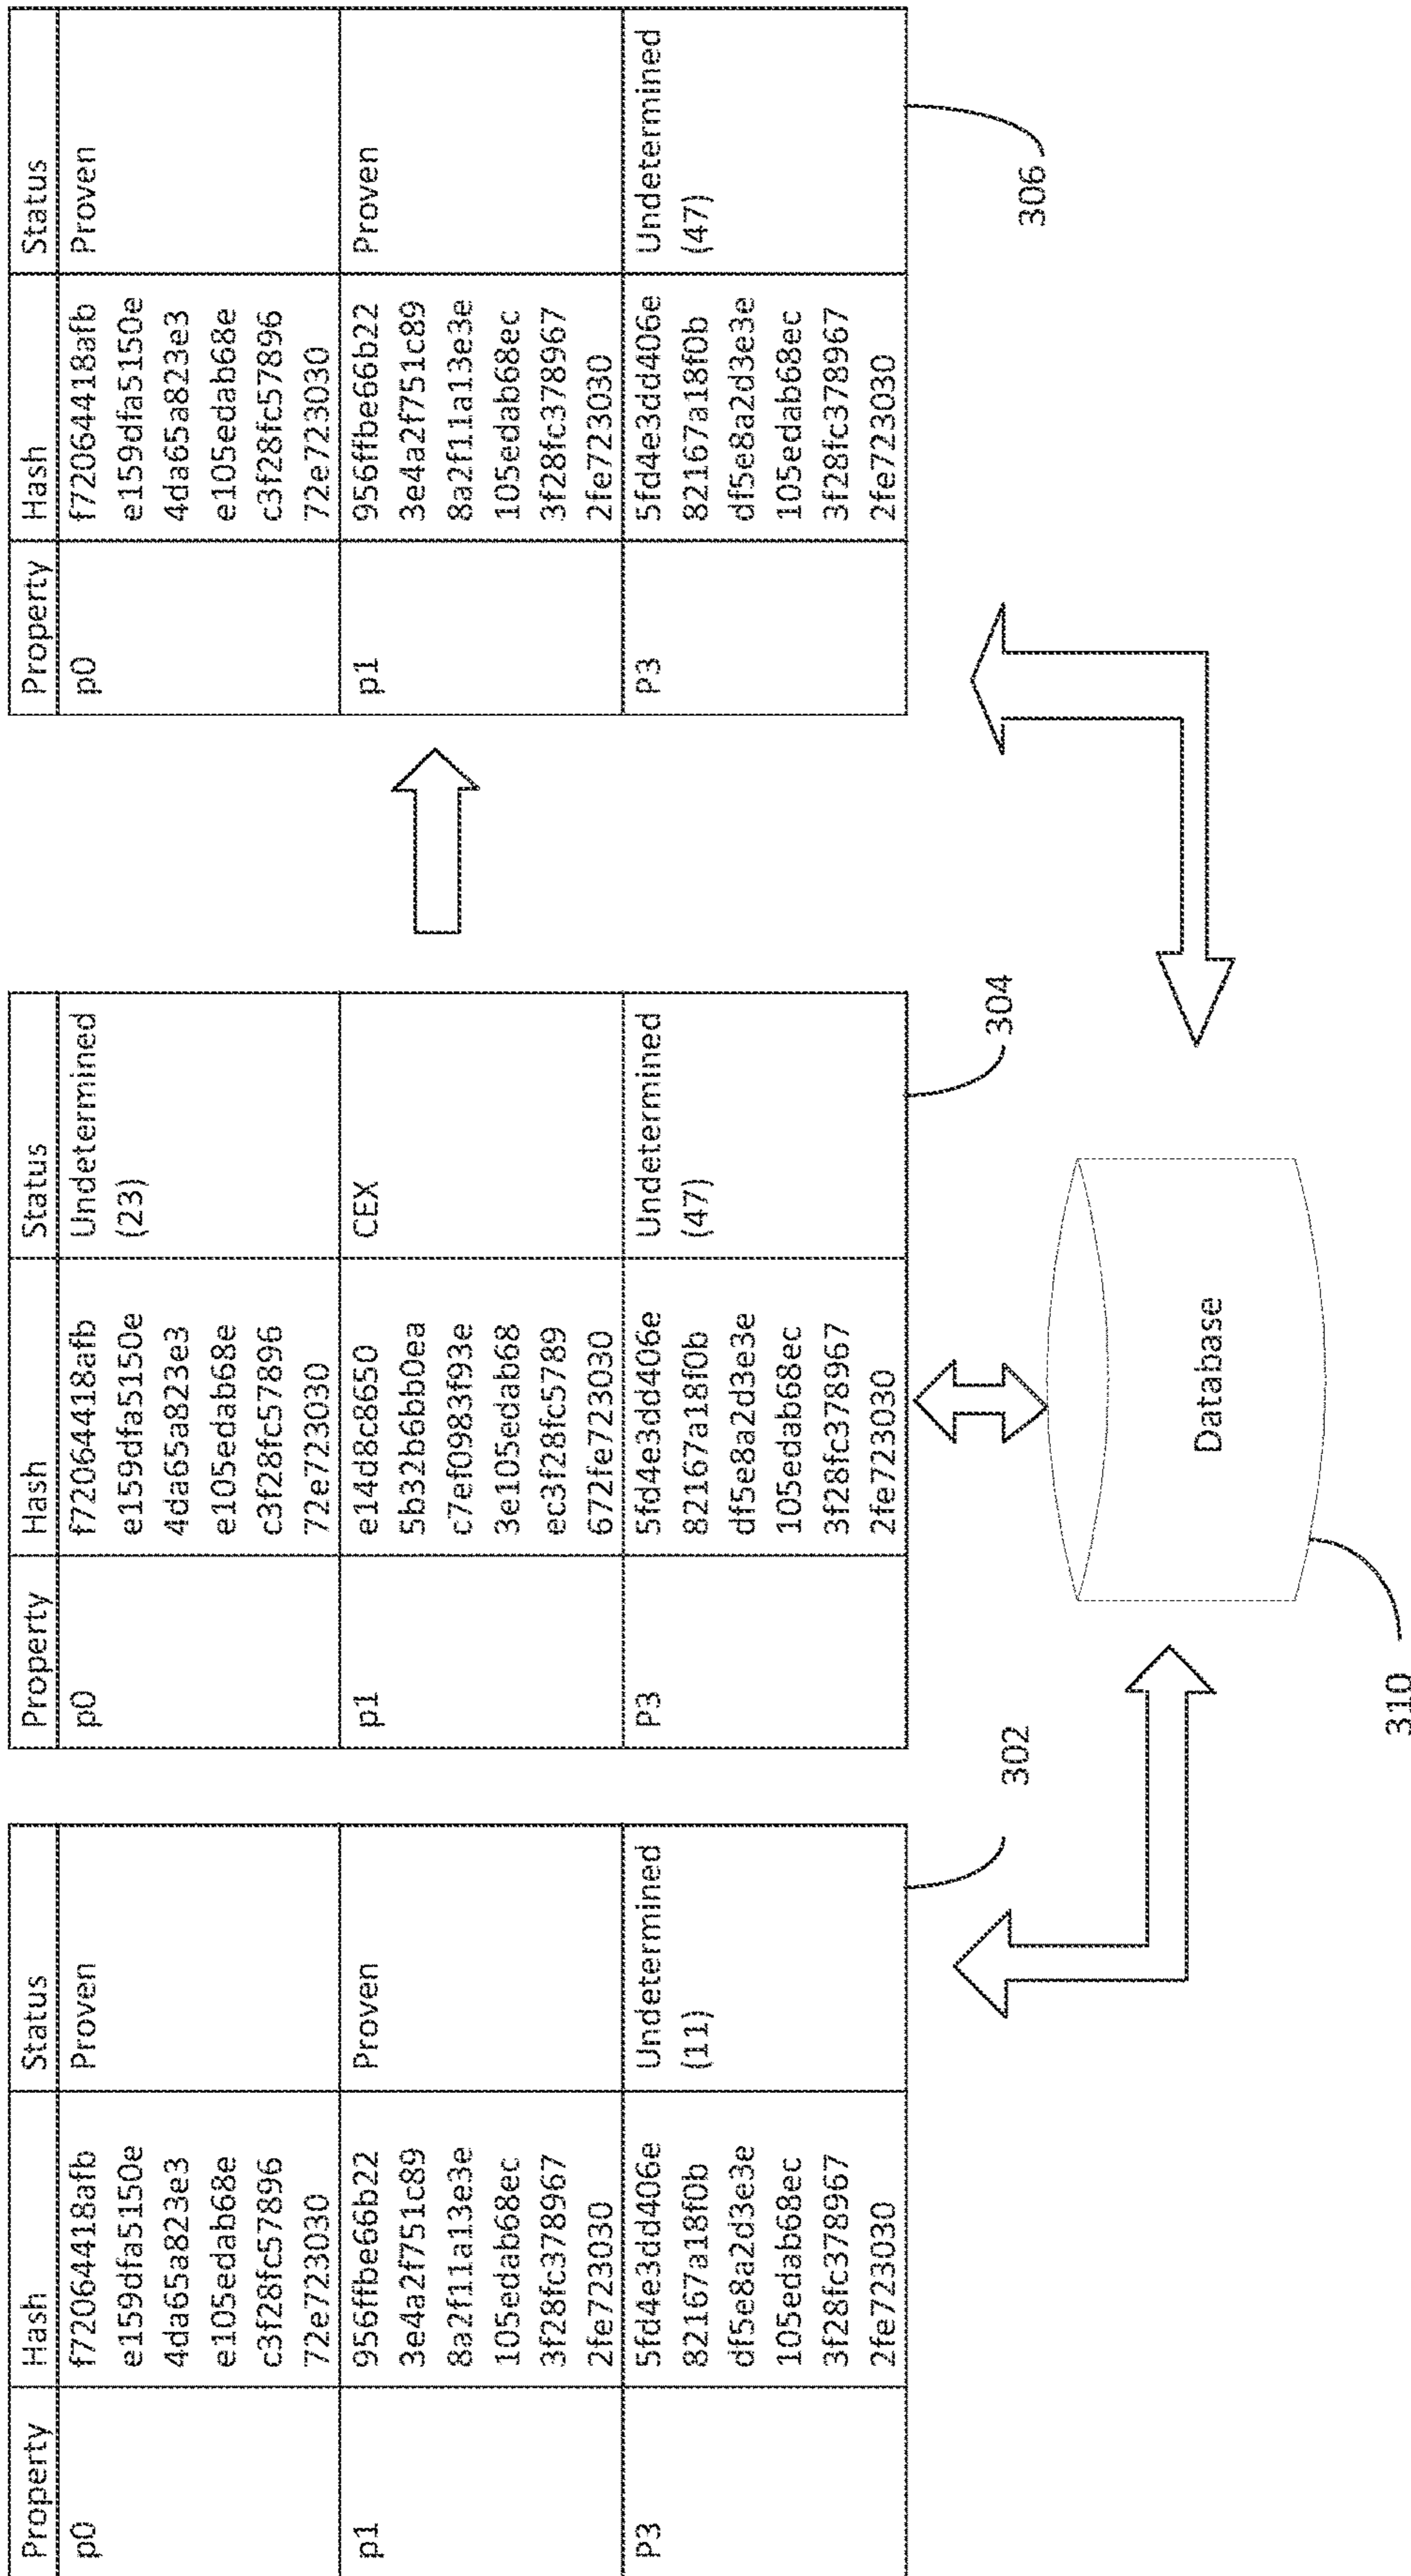 Property Hash Status
p0 f72064418afb Proven
e159dfa5150e
4da65a823e3
e105edab68e
c3f28fc57896
72e723030
p1 956ffbe66b22 Proven
3e4a2f751c89
8a2f11a13e3e
105edab68ec
3f28fc378967
2fe723030
P3 5fd4e3dd406e Undetermined
82167a18f0b (11)
df5e8a2d3e3e
105edab68ec
3f28fc378967
2fe723030
302
Property Hash Status
p0 f72064418afb Undetermined
e159dfa5150e (23)
4da65a823e3
e105edab68e
c3f28fc57896
72e723030
p1 e14d8c8650 CEX
5b32b6bb0ea
c7ef0983f93e
3e105edab68
ec3f28fc5789
672fe723030
P3 5fd4e3dd406e Undetermined
82167a18f0b (47)
df5e8a2d3e3e
105edab68ec
3f28fc378967
2fe723030
304
Property Hash Status
p0 f72064418afb Proven
e159dfa5150e
4da65a823e3
e105edab68e
c3f28fc57896
72e723030
p1 956ffbe66b22 Proven
3e4a2f751c89
8a2f11a13e3e
105edab68ec
3f28fc378967
2fe723030
P3 5fd4e3dd406e Undetermined
82167a18f0b (47)
df5e8a2d3e3e
105edab68ec
3f28fc378967
2fe723030
306
Database
310